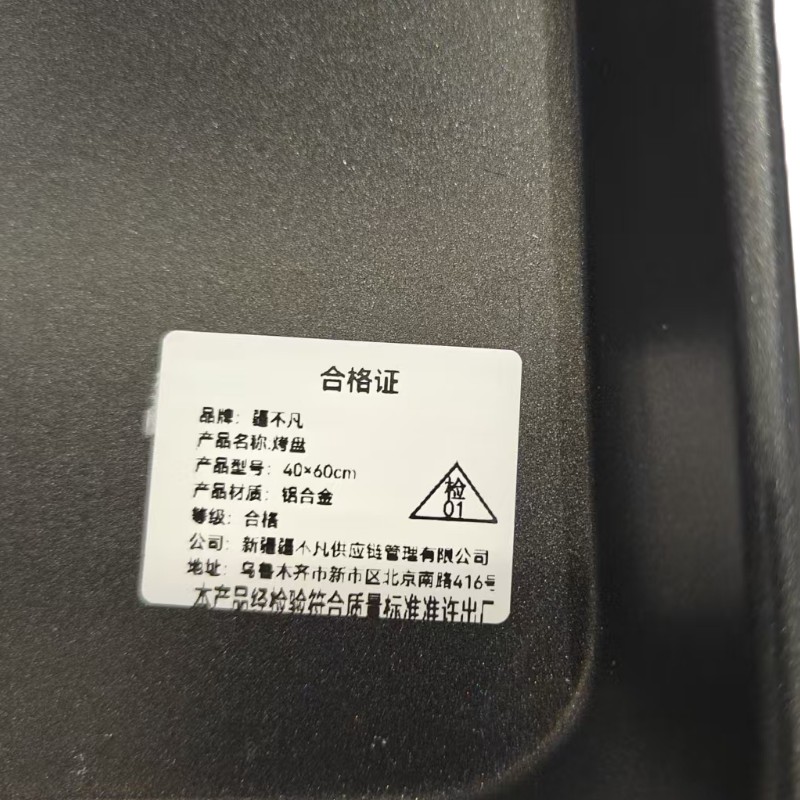 合格证
品牌：疆不凡
产品名称:烤盘
产品型号：40×60cm
产品材质：铝合金
等级：合格
检
01
公司：新疆疆不凡供应链管理有限公司
地址：乌鲁木齐市新市区北京南路416号
本产品经检验符合质量标准准许出厂